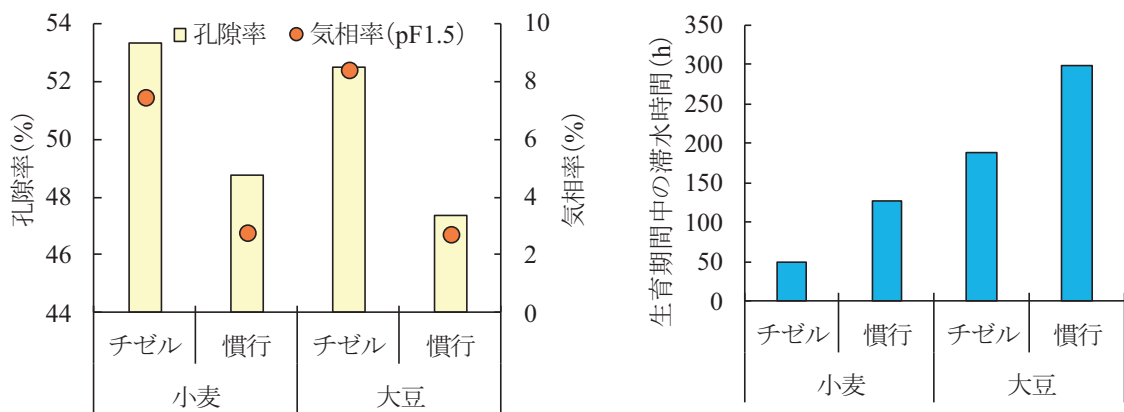 孔隙率 気相率(pF1.5)
孔隙率(%)
54
52
50
48
46
44
10
8
6
4
2
0
気相率(%)
チゼル 慣行 チゼル 慣行
小麦 大豆
生育期間中の滞水時間(h)
350
300
250
200
150
100
50
0
チゼル 慣行 チゼル 慣行
小麦 大豆